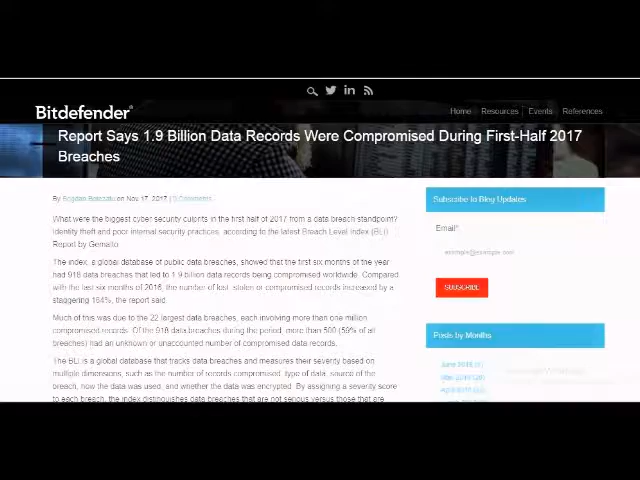 Bitdefender
Home Resources Events References
Report Says 1.9 Billion Data Records Were Compromised During First-Half 2017
Breaches
By Bogdan Botezatu on Nov 17, 2017 | 0 Comments
What were the biggest cyber security culprits in the first half of 2017 from a data breach standpoint?
Identity theft and poor internal security practices, according to the latest Breach Level Index (BLI)
Report by Gemalto
The index, a global database of public data breaches, showed that the first six months of the year
had 918 data breaches that led to 1.9 billion data records being compromised worldwide. Compared
with the last six months of 2016, the number of lost, stolen or compromised records increased by a
staggering 164%, the report said.
Much of this was due to the 22 largest data breaches, each involving more than one million
compromised records. Of the 918 data breaches during the period, more than 500 (59% of all
breaches) had an unknown or unaccounted number of compromised data records.
The BLI is a global database that tracks data breaches and measures their severity based on
multiple dimensions, such as the number of records compromised, type of data, source of the
breach, how the data was used, and whether the data was encrypted. By assigning a severity score
to each breach, the index distinguishes data breaches that are not serious versus those that are
Subscribe to Blog Updates
Email*
example@example.com
SUBSCRIBE
Posts by Months